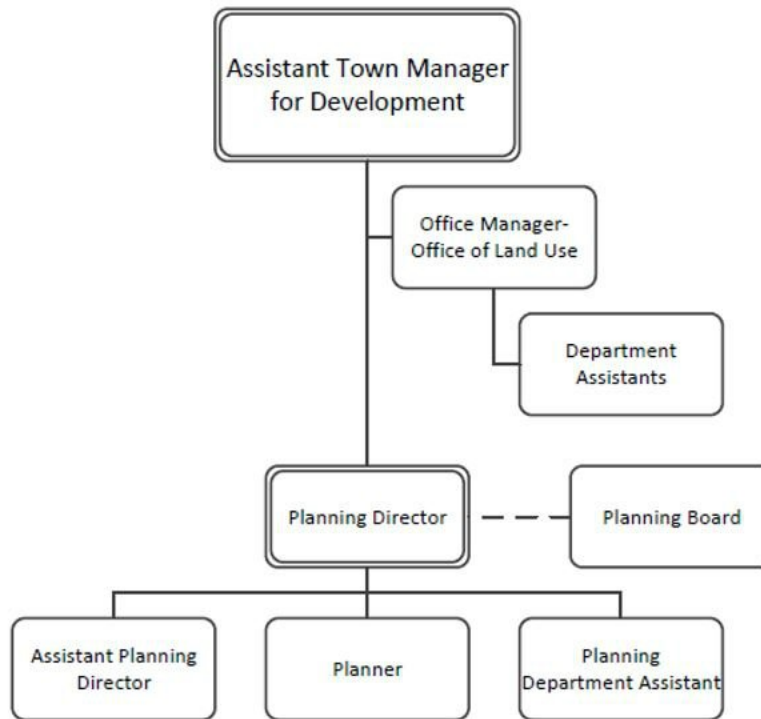 Assistant Town Manager
for Development
Office Manager-
Office of Land Use
Department
Assistants
Planning Director
Planning Board
Assistant Planning
Director
Planner
Planning
Department Assistant